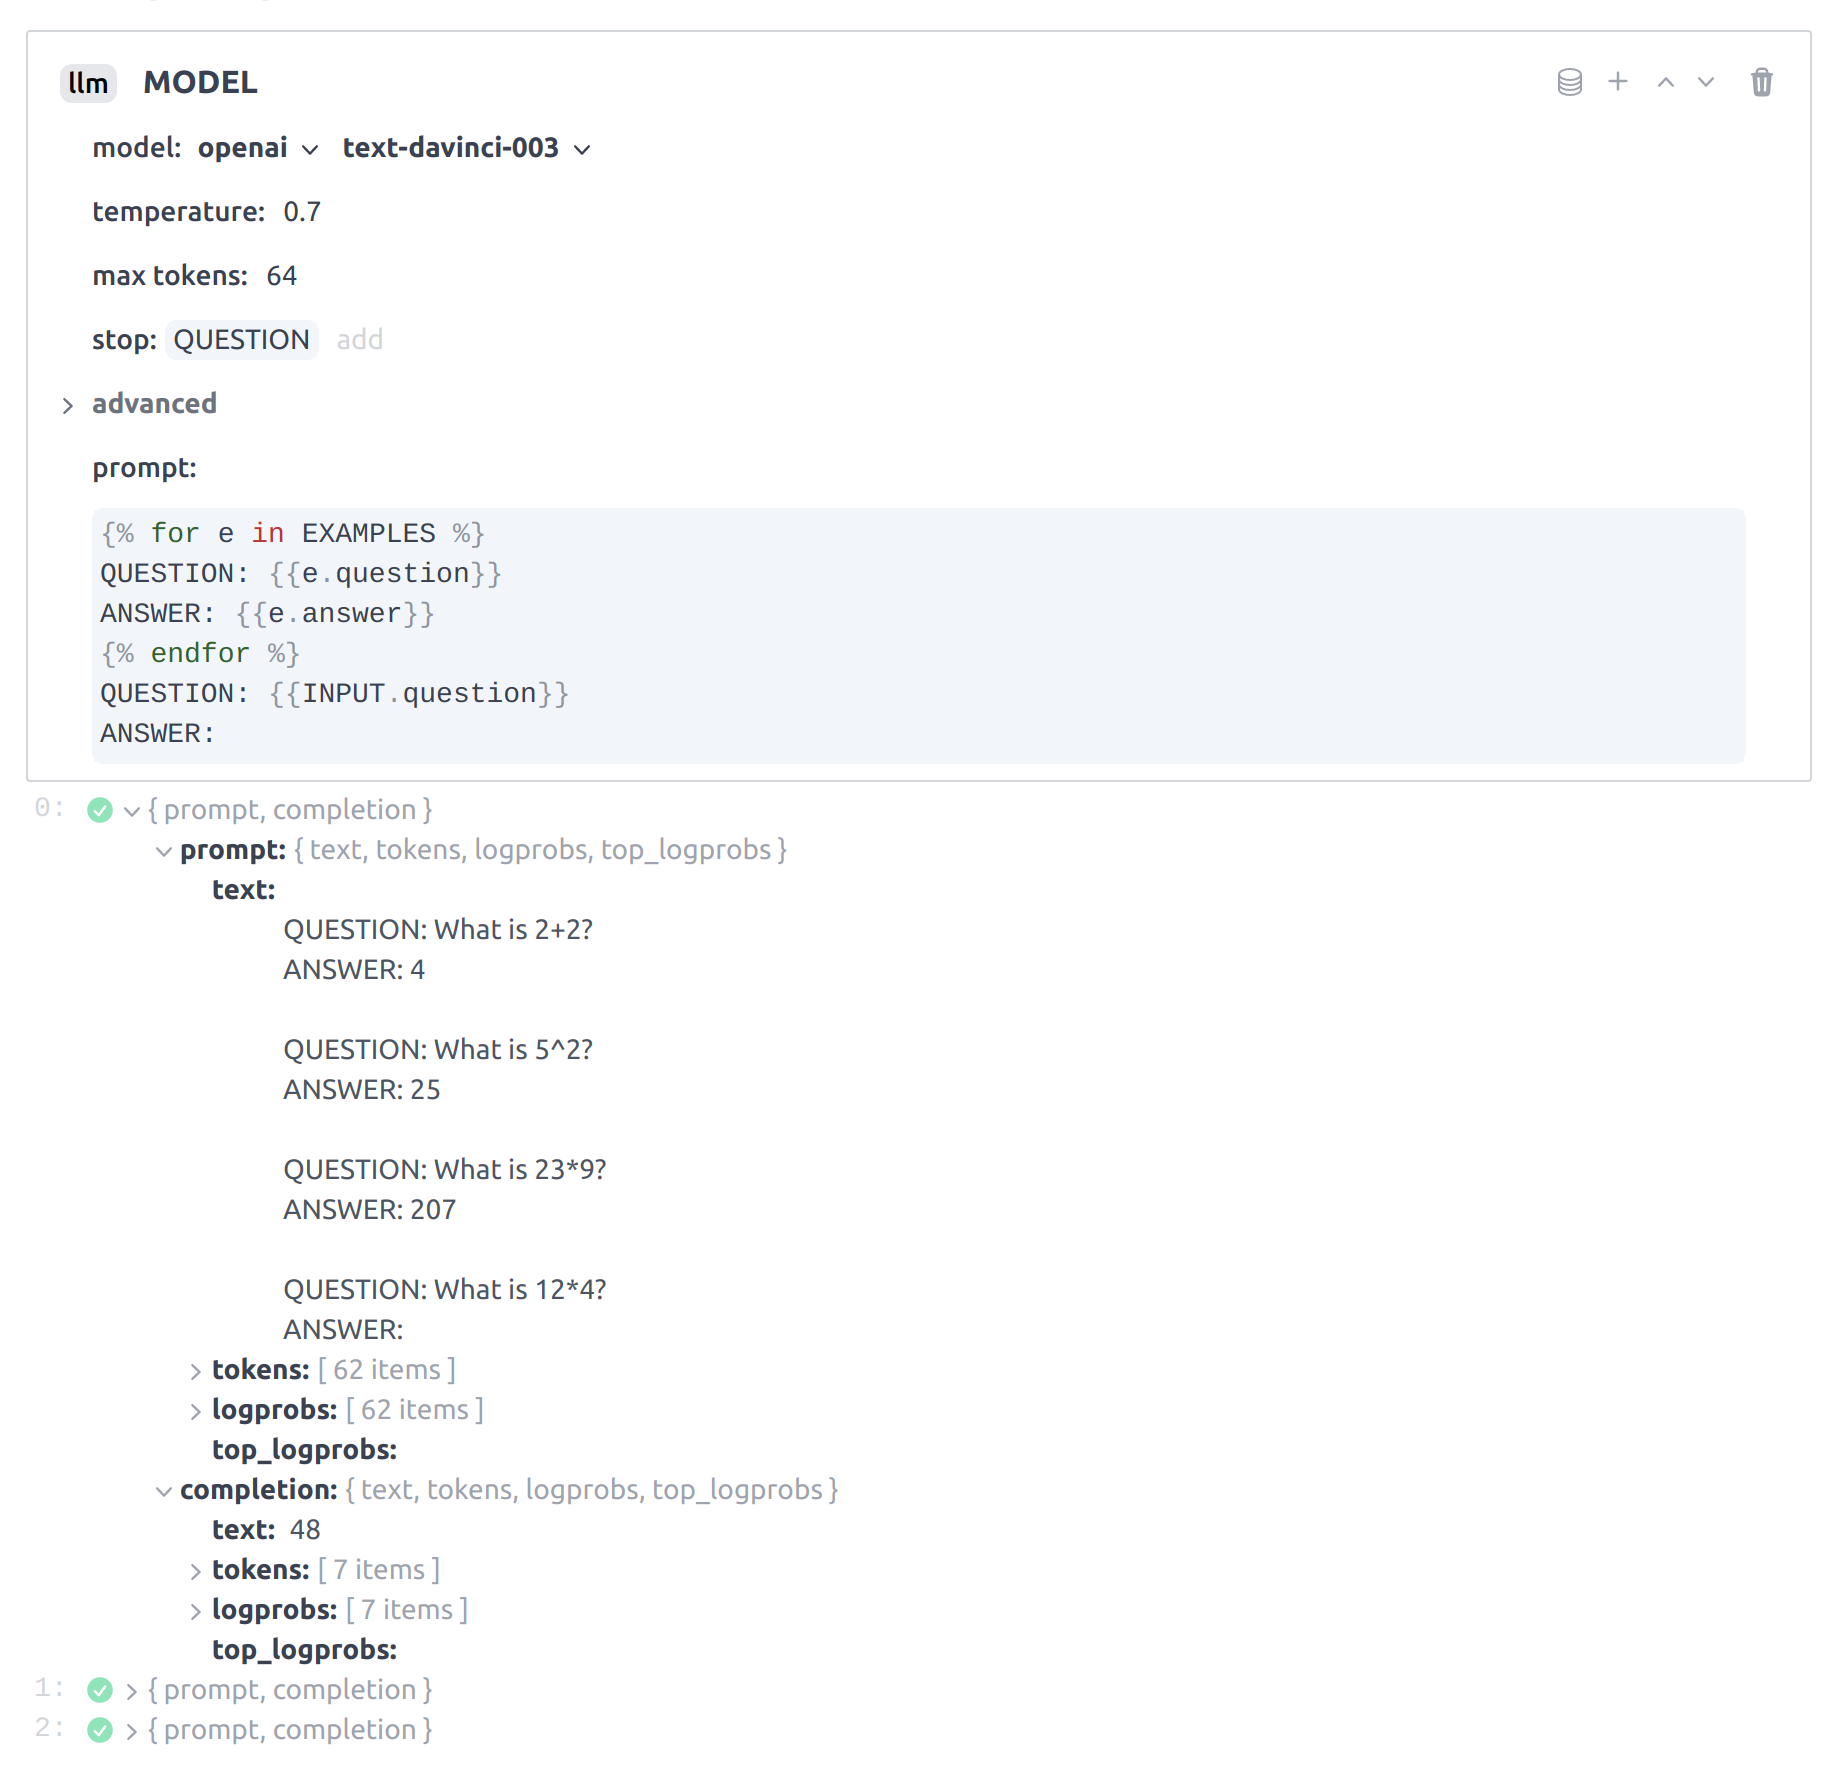 llm MODEL
model: openai text-davinci-003
temperature: 0.7
max tokens: 64
stop: QUESTION add
advanced
prompt:
{% for e in EXAMPLES %}
QUESTION: {{e.question}}
ANSWER: {{e.answer}}
{% endfor %}
QUESTION: {{INPUT.question}}
ANSWER:
0: { prompt, completion }
prompt: { text, tokens, logprobs, top_logprobs }
text:
QUESTION: What is 2+2?
ANSWER: 4
QUESTION: What is 5^2?
ANSWER: 25
QUESTION: What is 23*9?
ANSWER: 207
QUESTION: What is 12*4?
ANSWER:
tokens: [ 62 items ]
logprobs: [ 62 items ]
top_logprobs:
completion: { text, tokens, logprobs, top_logprobs }
text: 48
tokens: [ 7 items ]
logprobs: [ 7 items ]
top_logprobs:
1: { prompt, completion }
2: { prompt, completion }